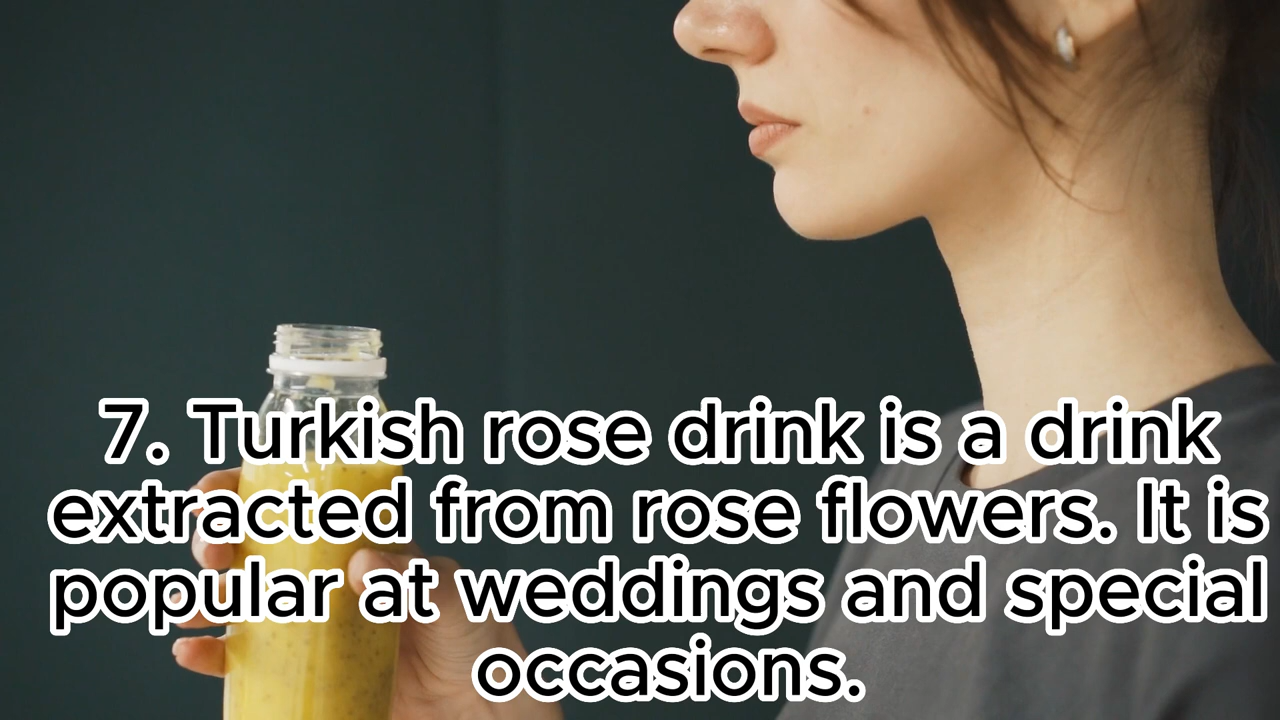 7. Turkish rose drink is a drink
extracted from rose flowers. It is
popular at weddings and special
occasions.